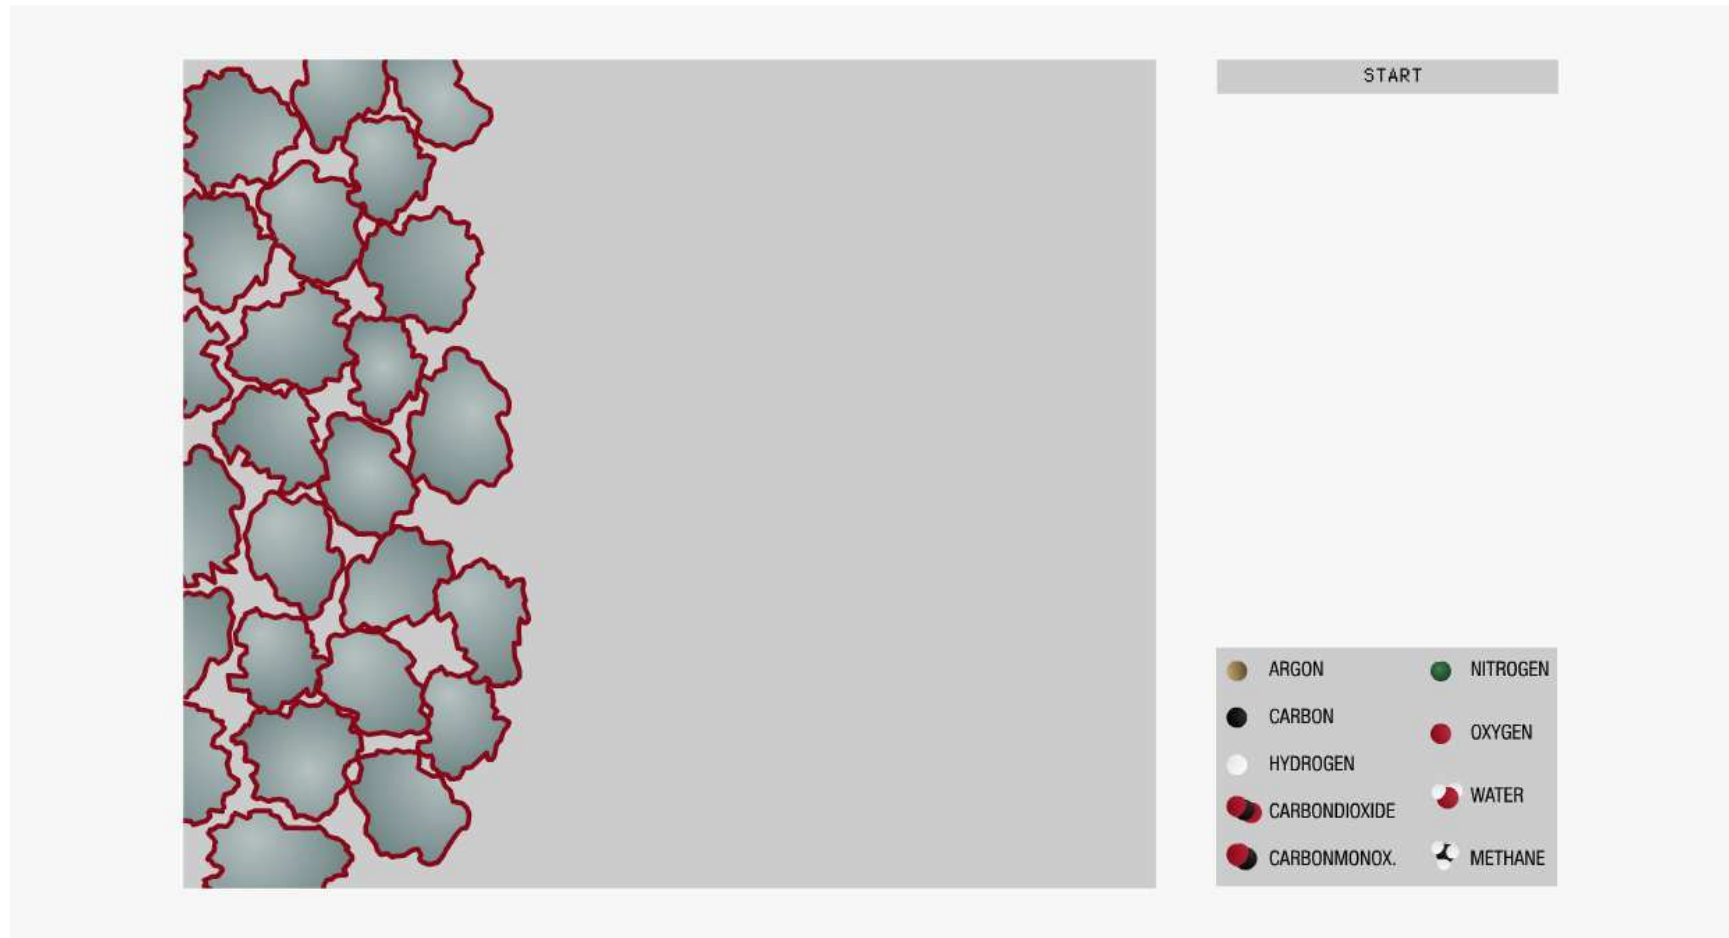 START
ARGON
CARBON
HYDROGEN
CARBONDIOXIDE
CARBONMONOX.
NITROGEN
OXYGEN
WATER
METHANE